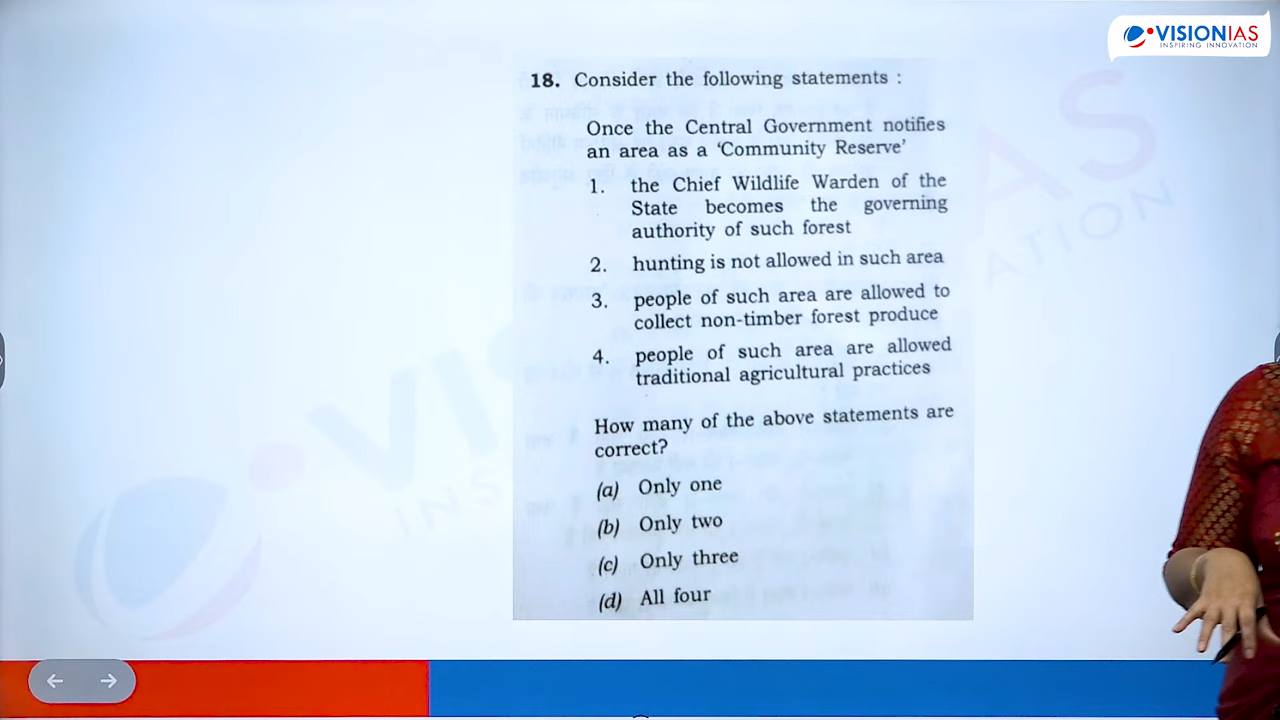 VISIONIAS
INSPIRING INNOVATION
18. Consider the following statements :
Once the Central Government notifies
an area as a ‘Community Reserve’
1. the Chief Wildlife Warden of the
State becomes the governing
authority of such forest
2. hunting is not allowed in such area
3. people of such area are allowed to
collect non-timber forest produce
4. people of such area are allowed
traditional agricultural practices
How many of the above statements are
correct?
(a) Only one
(b) Only two
(c) Only three
(d) All four